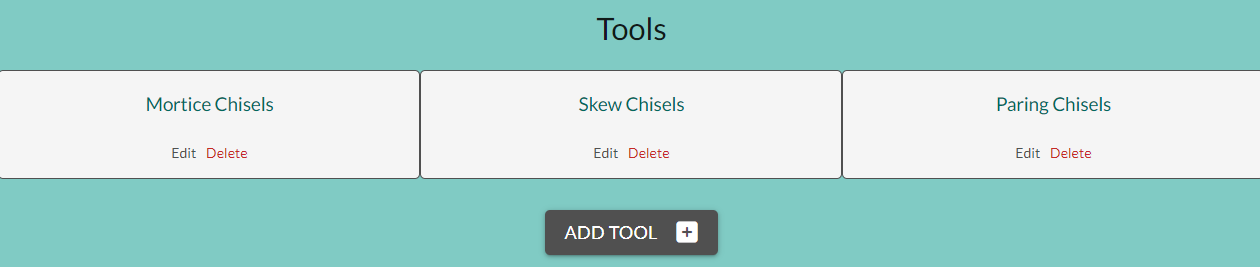 Tools
Mortice Chisels
Edit Delete
Skew Chisels
Edit Delete
Paring Chisels
Edit Delete
ADD TOOL